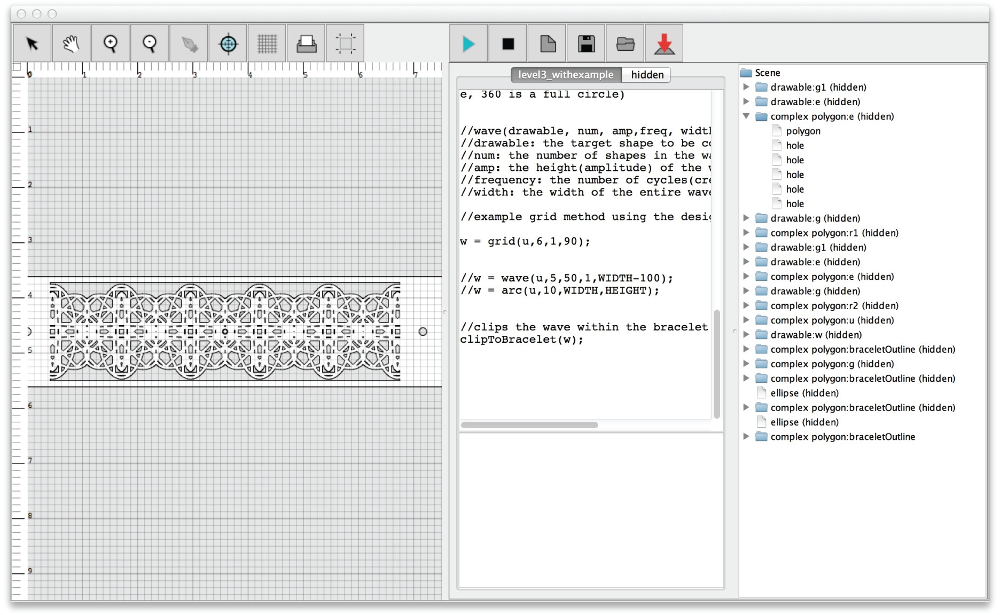 0 1 2 3 4 5 6 7
1
2
3
4
5
6
7
8
9
level3_withexample hidden
e, 360 is a full circle)
//wave(drawable, num, amp,freq, width
//drawable: the target shape to be co
//num: the number of shapes in the wa
//amp: the height(amplitude) of the w
//frequency: the number of cycles(cre
//width: the width of the entire wave
//example grid method using the desig
w = grid(u,6,1,90);
//w = wave(u,5,50,1,WIDTH-100);
//w = arc(u,10,WIDTH,HEIGHT);
//clips the wave within the bracelet
clipToBracelet(w);
Scene
drawable:g1 (hidden)
drawable:e (hidden)
complex polygon:e (hidden)
polygon
hole
hole
hole
hole
hole
drawable:g (hidden)
complex polygon:r1 (hidden)
drawable:g1 (hidden)
drawable:e (hidden)
complex polygon:e (hidden)
drawable:g (hidden)
complex polygon:r2 (hidden)
complex polygon:u (hidden)
drawable:w (hidden)
complex polygon:braceletOutline (hidden)
complex polygon:g (hidden)
complex polygon:braceletOutline (hidden)
ellipse (hidden)
complex polygon:braceletOutline (hidden)
ellipse (hidden)
complex polygon:braceletOutline